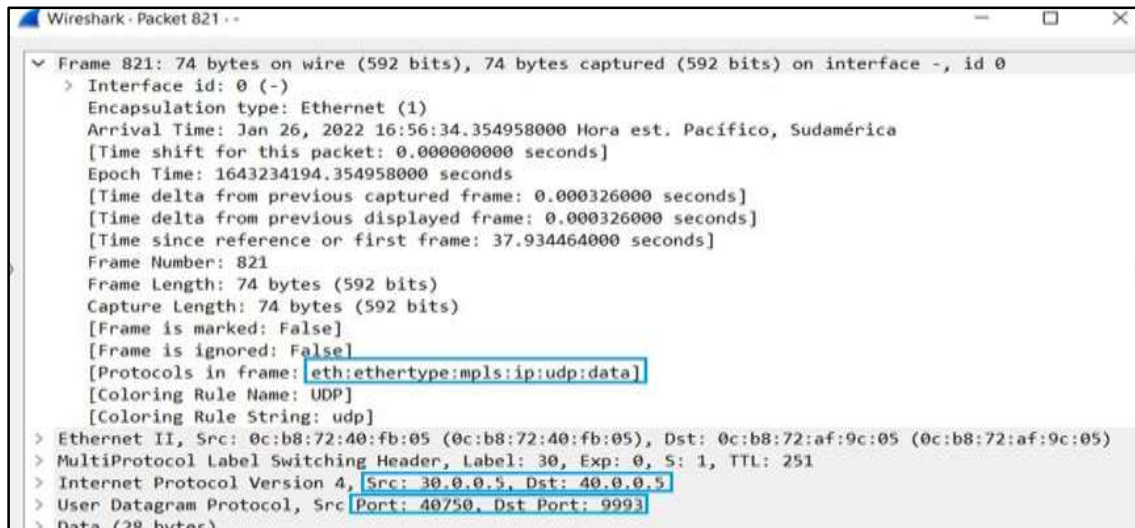 Wireshark · Packet 821 · -
Frame 821: 74 bytes on wire (592 bits), 74 bytes captured (592 bits) on interface -, id 0
Interface id: 0 (-)
Encapsulation type: Ethernet (1)
Arrival Time: Jan 26, 2022 16:56:34.354958000 Hora est. Pacífico, Sudamérica
[Time shift for this packet: 0.000000000 seconds]
Epoch Time: 1643234194.354958000 seconds
[Time delta from previous captured frame: 0.000326000 seconds]
[Time delta from previous displayed frame: 0.000326000 seconds]
[Time since reference or first frame: 37.934464000 seconds]
Frame Number: 821
Frame Length: 74 bytes (592 bits)
Capture Length: 74 bytes (592 bits)
[Frame is marked: False]
[Frame is ignored: False]
[Protocols in frame: eth:ethertype:mpls:ip:udp:data]
[Coloring Rule Name: UDP]
[Coloring Rule String: udp]
Ethernet II, Src: 0c:b8:72:40:fb:05 (0c:b8:72:40:fb:05), Dst: 0c:b8:72:af:9c:05 (0c:b8:72:af:9c:05)
MultiProtocol Label Switching Header, Label: 30, Exp: 0, S: 1, TTL: 251
Internet Protocol Version 4, Src: 30.0.0.5, Dst: 40.0.0.5
User Datagram Protocol, Src Port: 40750, Dst Port: 9993
Data (28 bytes)